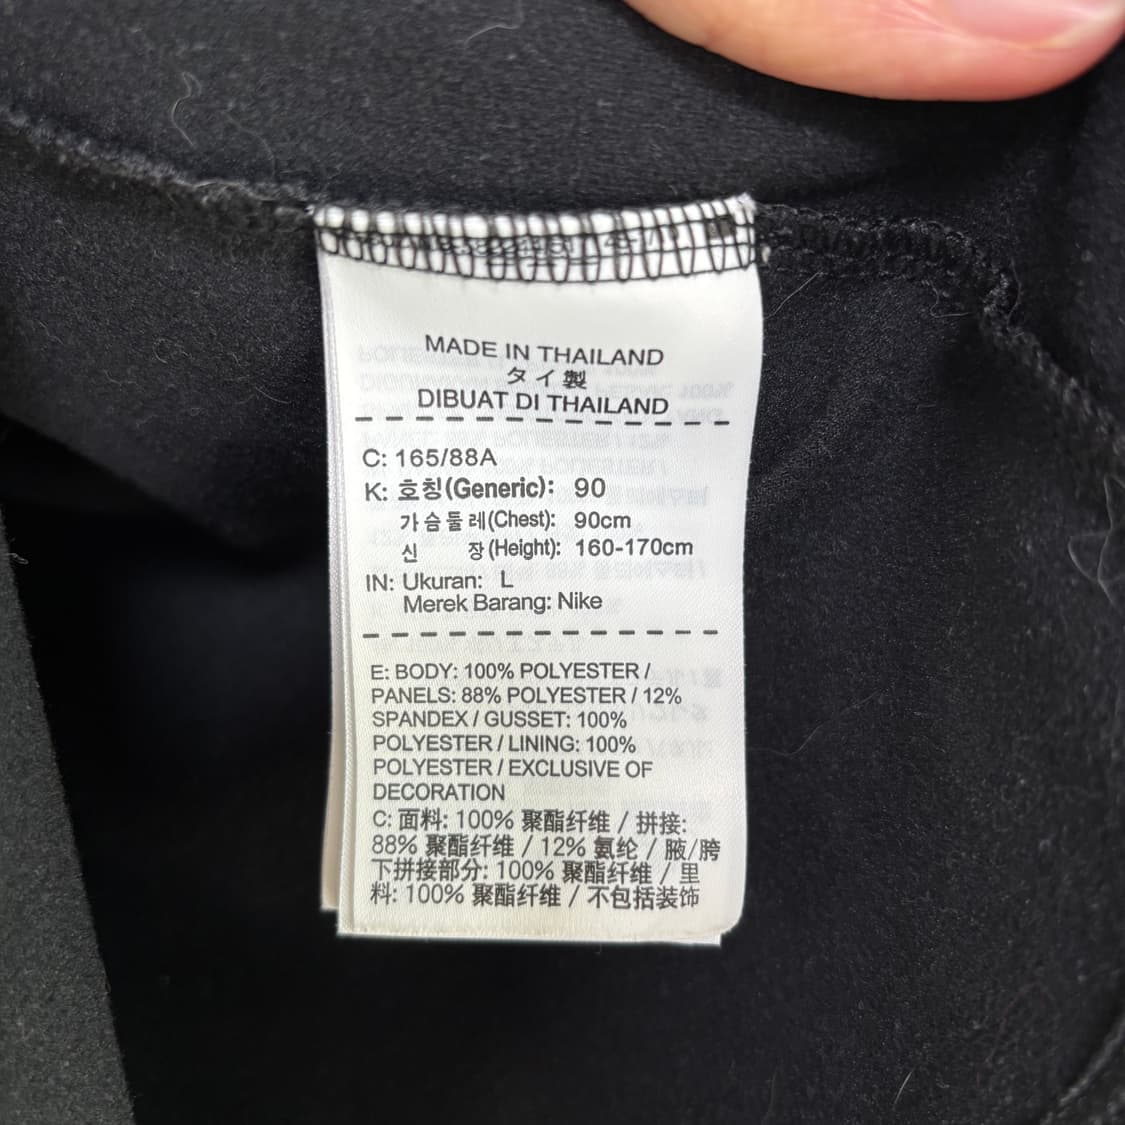 MADE IN THAILAND
タイ製
DIBUAT DI THAILAND
C: 165/88A
K: 호칭(Generic): 90
가슴둘레(Chest): 90cm
신 장(Height): 160-170cm
IN: Ukuran: L
Merek Barang: Nike
E: BODY: 100% POLYESTER /
PANELS: 88% POLYESTER / 12%
SPANDEX / GUSSET: 100%
POLYESTER / LINING: 100%
POLYESTER / EXCLUSIVE OF
DECORATION
C: 面料: 100% 聚酯纤维 / 拼接:
88% 聚酯纤维 / 12% 氨纶 / 腋/胯
下拼接部分: 100% 聚酯纤维 / 里
料: 100% 聚酯纤维 / 不包括装饰